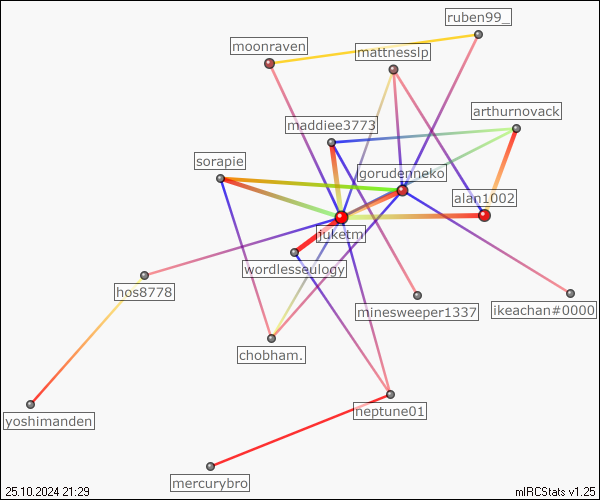 ruben99_
moonraven
mattnesslp
arthurnovack
maddiee3773
sorapie
gorudenneko
alan1002
juketm
wordlesseulogy
hos8778
minesweeper1337
ikeachan#0000
chobham.
neptune01
yoshimanden
mercurybro
25.10.2024 21:29
mIRCStats v1.25